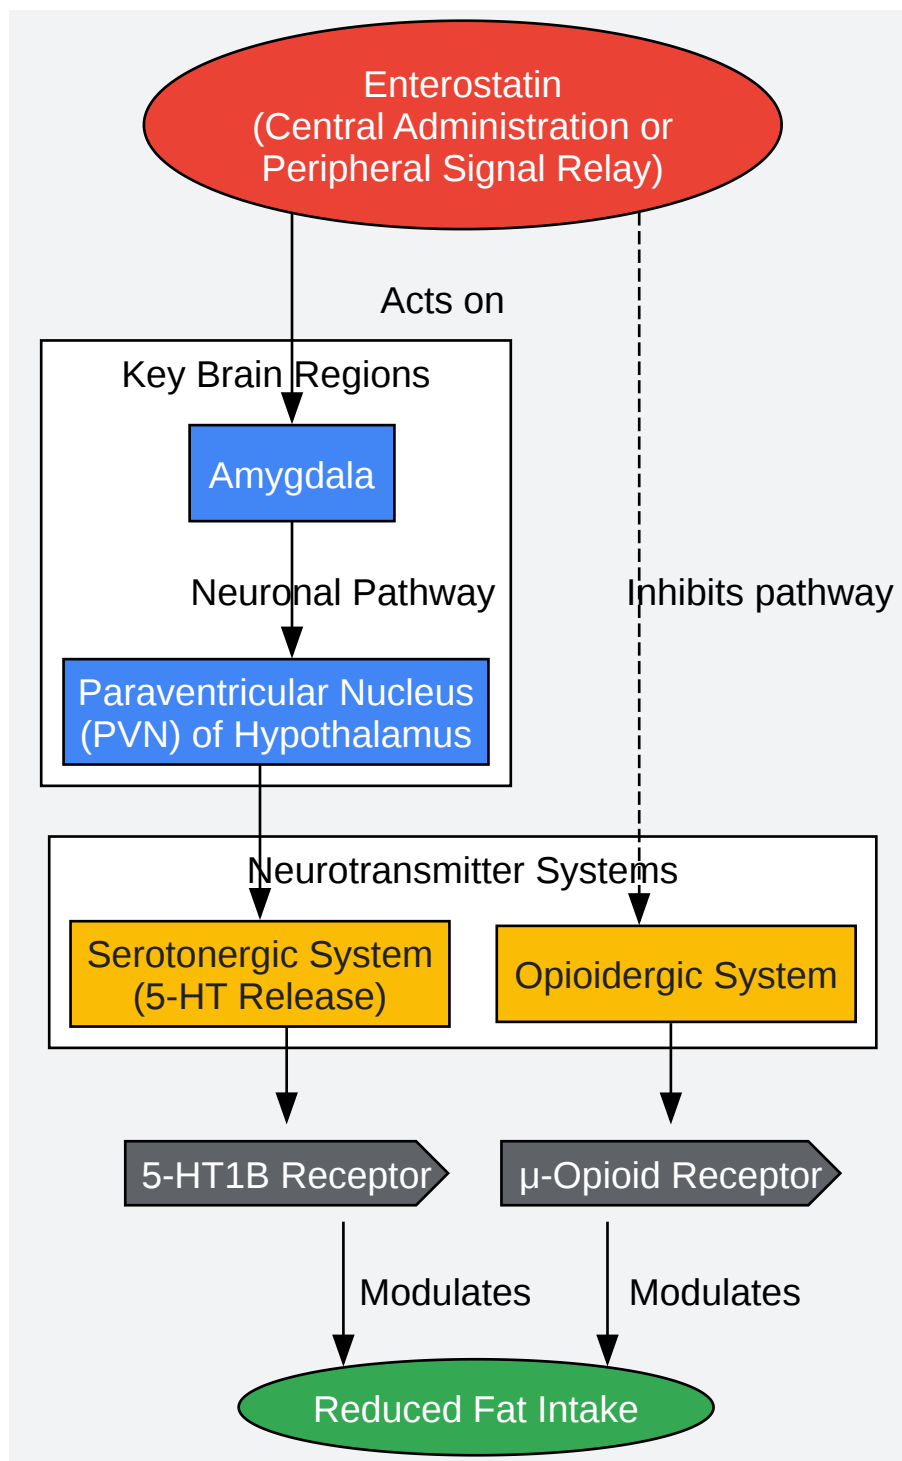 Enterostatin
(Central Administration or
Peripheral Signal Relay)
Acts on
Key Brain Regions
Amygdala
Neuronal Pathway
Inhibits pathway
Paraventricular Nucleus
(PVN) of Hypothalamus
Neurotransmitter Systems
Serotonergic System
(5-HT Release)
Opioidergic System
5-HT1B Receptor
μ-Opioid Receptor
Modulates
Modulates
Reduced Fat Intake